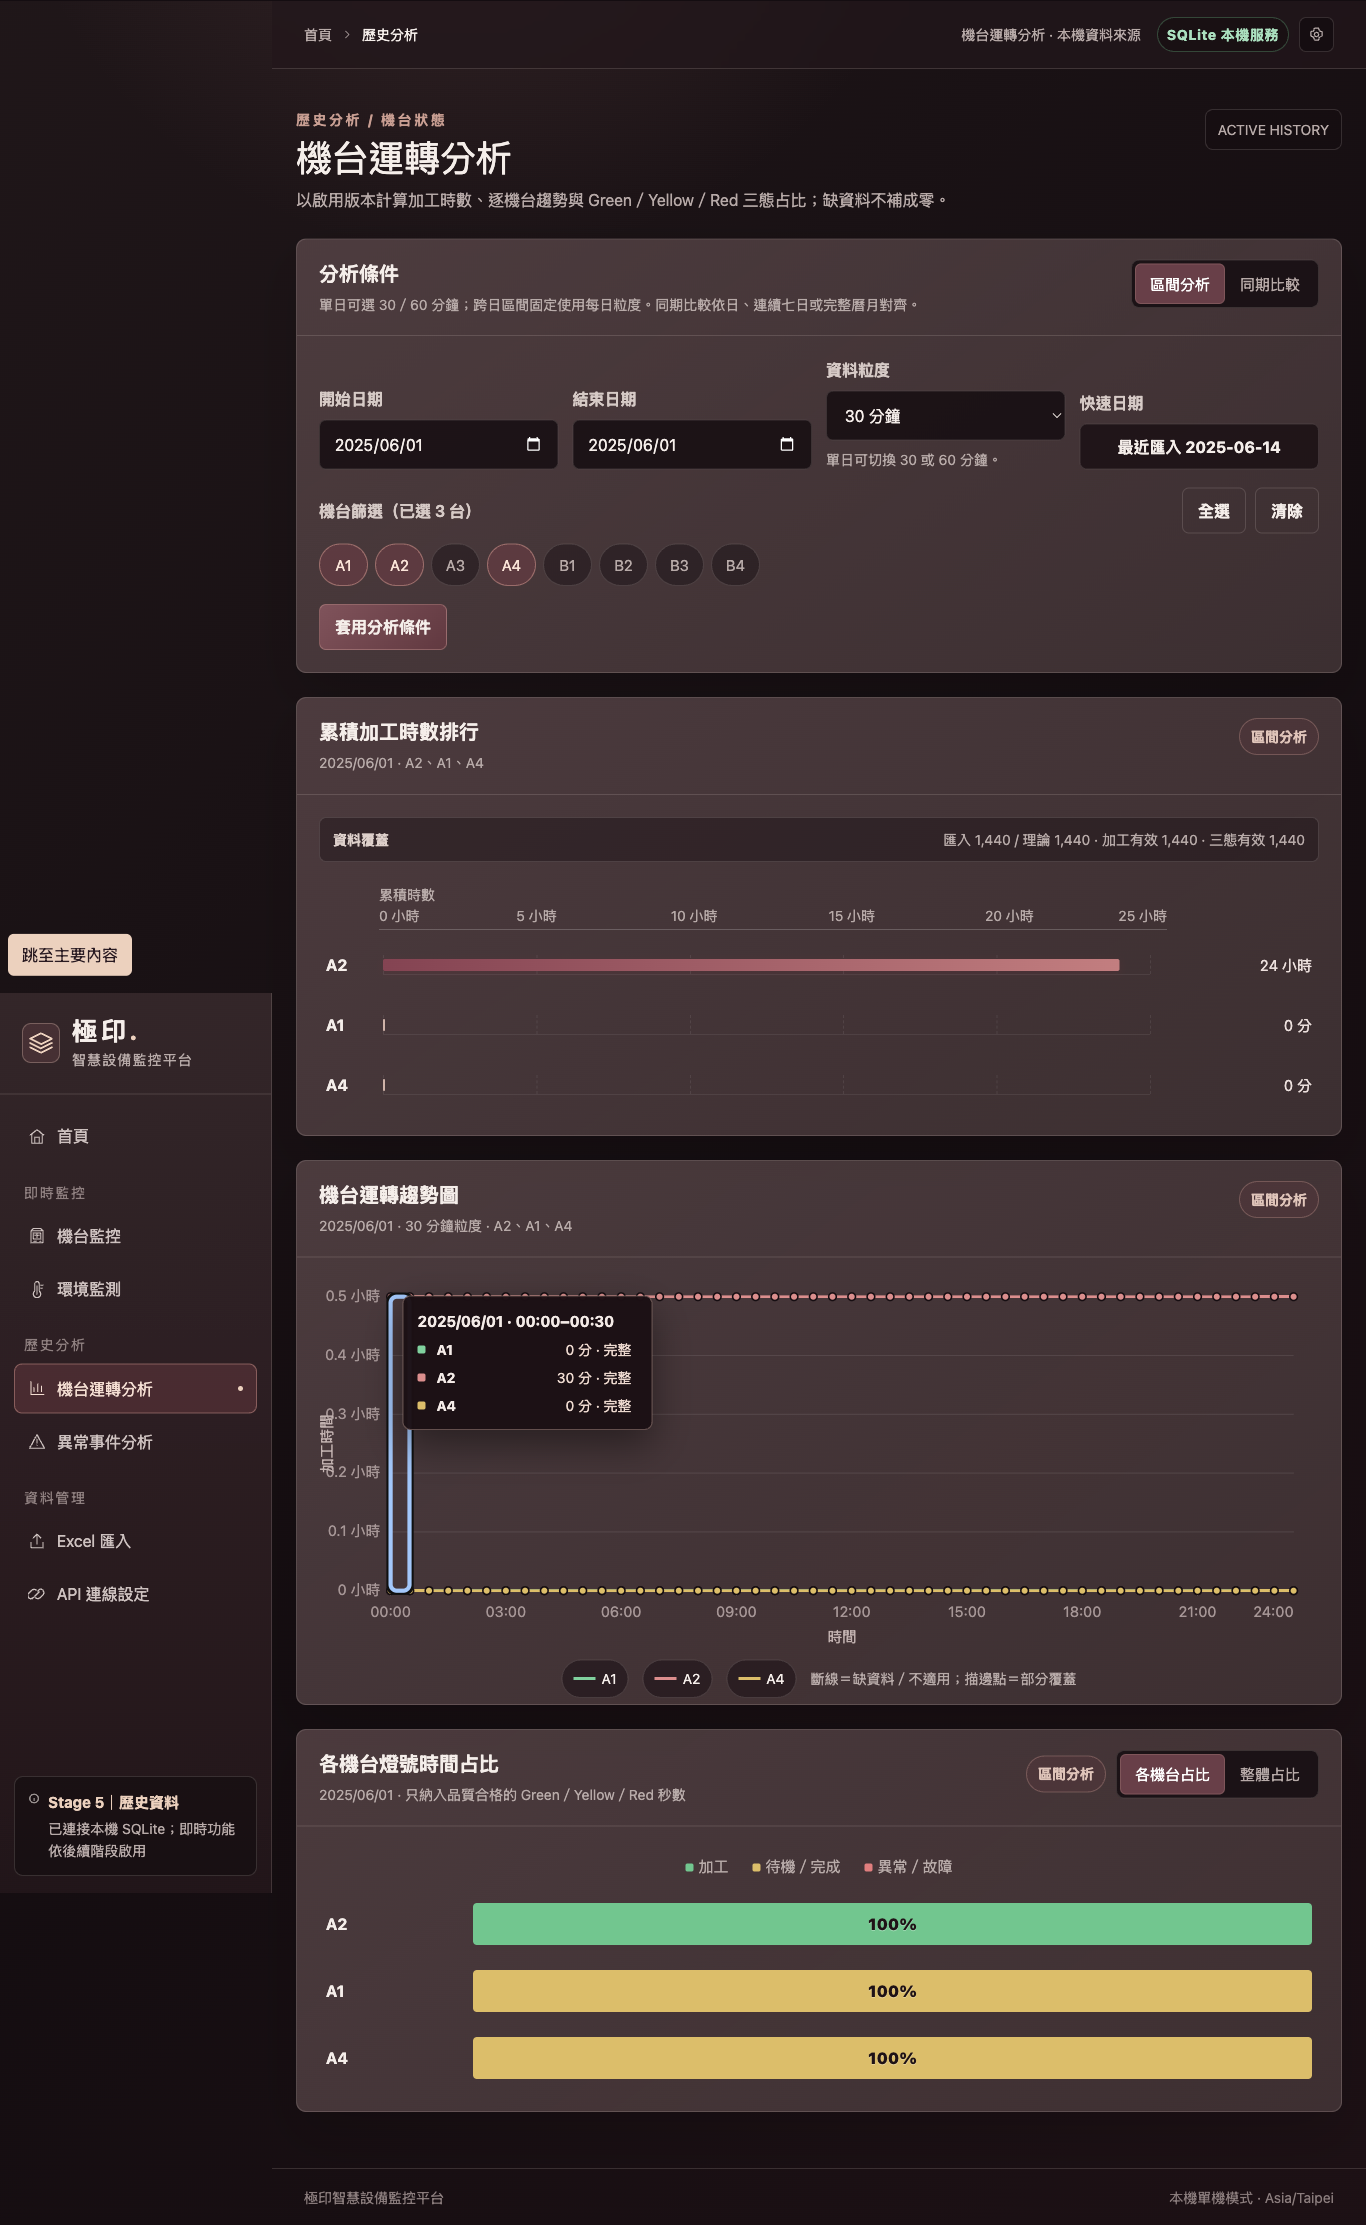 首頁 > 歷史分析
機台運轉分析 · 本機資料來源
SQLite 本機服務
歷史分析 / 機台狀態
機台運轉分析
以啟用版本計算加工時數、逐機台趨勢與 Green / Yellow / Red 三態占比；缺資料不補成零。
ACTIVE HISTORY
分析條件
單日可選 30 / 60 分鐘；跨日區間固定使用每日粒度。同期比較依日、連續七日或完整曆月對齊。
區間分析
同期比較
開始日期
2025/06/01
結束日期
2025/06/01
資料粒度
30 分鐘
單日可切換 30 或 60 分鐘。
快速日期
最近匯入 2025-06-14
機台篩選（已選 3 台）
全選
清除
A1 A2 A3 A4 B1 B2 B3 B4
套用分析條件
累積加工時數排行
2025/06/01 · A2、A1、A4
區間分析
資料覆蓋
匯入 1,440 / 理論 1,440 · 加工有效 1,440 · 三態有效 1,440
累積時數
0 小時 5 小時 10 小時 15 小時 20 小時 25 小時
A2 24 小時
A1 0 分
A4 0 分
跳至主要內容
極印.
智慧設備監控平台
首頁
即時監控
機台監控
環境監測
歷史分析
機台運轉分析
異常事件分析
資料管理
Excel 匯入
API 連線設定
Stage 5｜歷史資料
已連接本機 SQLite；即時功能
依後續階段啟用
機台運轉趨勢圖
2025/06/01 · 30 分鐘粒度 · A2、A1、A4
區間分析
0.5 小時
0.4 小時
0.3 小時
0.2 小時
0.1 小時
0 小時
加工時間
2025/06/01 · 00:00–00:30
A1 0 分 · 完整
A2 30 分 · 完整
A4 0 分 · 完整
00:00 03:00 06:00 09:00 12:00 15:00 18:00 21:00 24:00
時間
A1 A2 A4 斷線＝缺資料 / 不適用；描邊點＝部分覆蓋
各機台燈號時間占比
2025/06/01 · 只納入品質合格的 Green / Yellow / Red 秒數
區間分析
各機台占比
整體占比
加工 待機 / 完成 異常 / 故障
A2 100%
A1 100%
A4 100%
極印智慧設備監控平台
本機單機模式 · Asia/Taipei